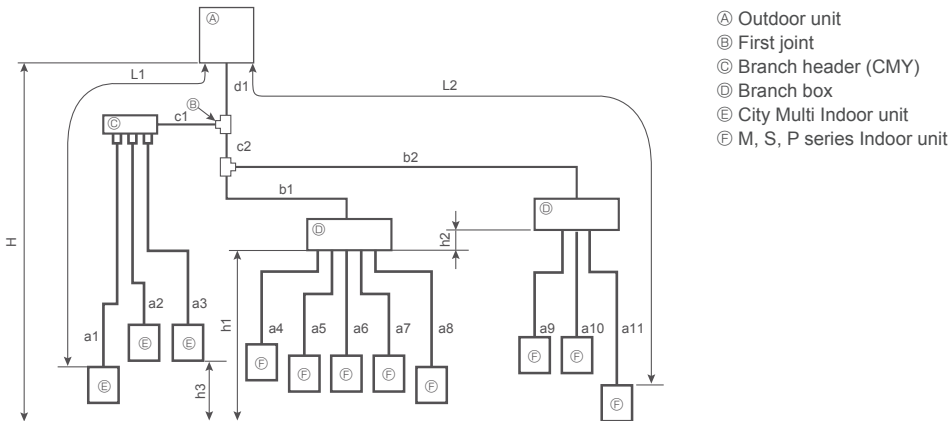 Ⓐ
Ⓐ Outdoor unit
Ⓑ First joint
Ⓒ Branch header (CMY)
Ⓓ Branch box
Ⓔ City Multi Indoor unit
Ⓕ M, S, P series Indoor unit
L1
d1
L2
Ⓑ
Ⓒ
c1
c2
b2
b1
Ⓓ
Ⓓ
h2
H
a1
a2
a3
h1
a4
a5
a6
a7
a8
a9
a10
a11
Ⓔ
Ⓔ
Ⓔ
h3
Ⓕ
Ⓕ
Ⓕ
Ⓕ
Ⓕ
Ⓕ
Ⓕ
Ⓕ